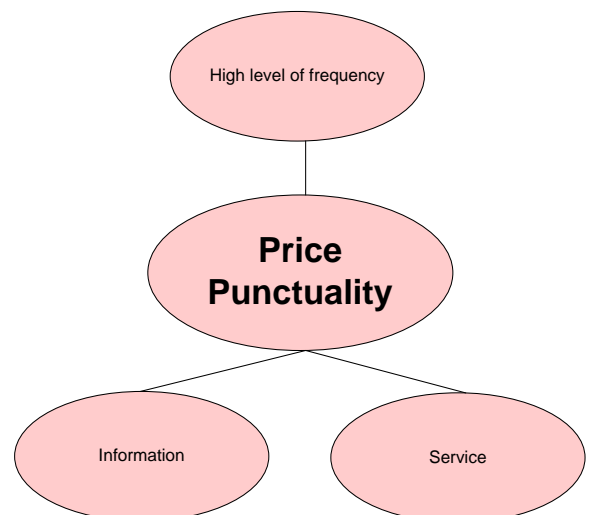 High level of frequency
Price
Punctuality
Information
Service